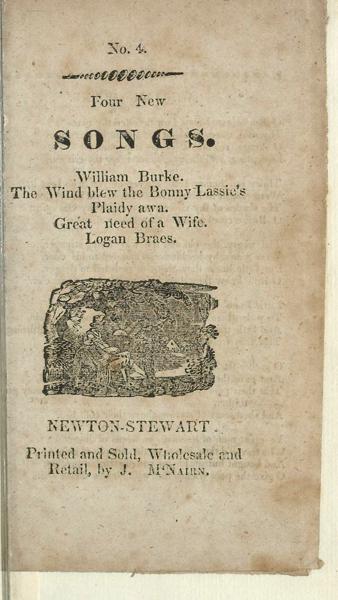 No. 4.
Four New
SONGS.
William Burke.
The Wind blew the Bonny Lassie's
Plaidy awa.
Great need of a Wife.
Logan Braes.
NEWTON-STEWART.
Printed and Sold, Wholesale and
Retail, by J. M'NAIRN.